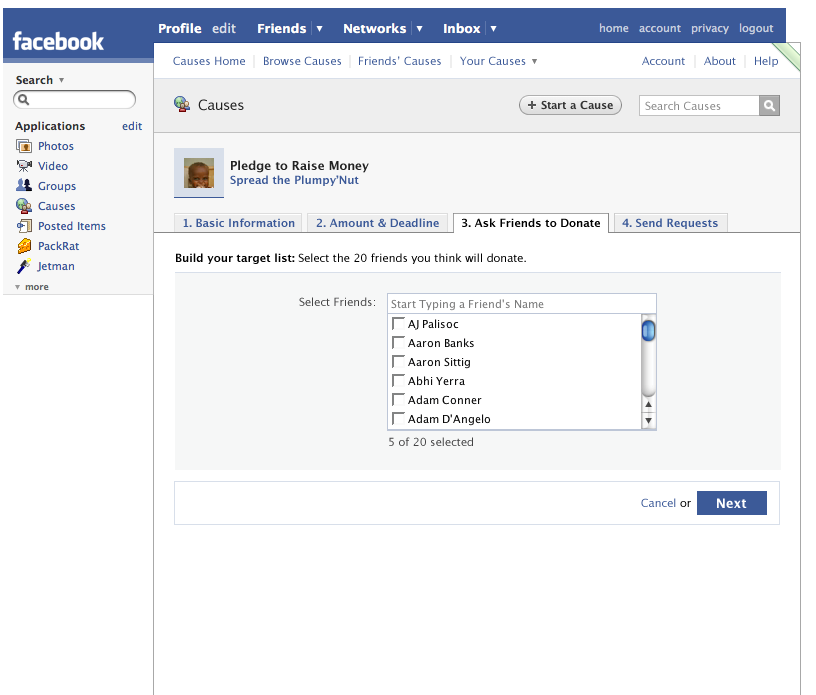 facebook
Profile edit Friends ▼ Networks ▼ Inbox ▼ home account privacy logout
Search ▼
Applications edit
Photos
Video
Groups
Causes
Posted Items
PackRat
Jetman
▼ more
Causes Home Browse Causes Friends' Causes Your Causes ▼ Account About Help
Causes + Start a Cause Search Causes
Pledge to Raise Money
Spread the Plumpy'Nut
1. Basic Information 2. Amount & Deadline 3. Ask Friends to Donate 4. Send Requests
Build your target list: Select the 20 friends you think will donate.
Select Friends: Start Typing a Friend's Name
AJ Palisoc
Aaron Banks
Aaron Sittig
Abhi Yerra
Adam Conner
Adam D'Angelo
5 of 20 selected
Cancel or Next